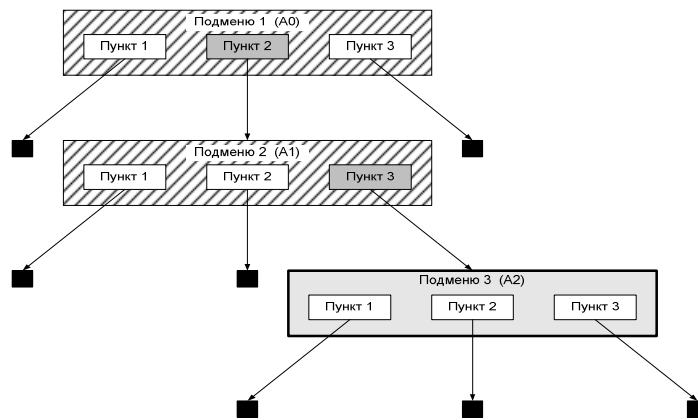 Подменю 1 (A0)
Пункт 1 Пункт 2 Пункт 3
Подменю 2 (A1)
Пункт 1 Пункт 2 Пункт 3
Подменю 3 (A2)
Пункт 1 Пункт 2 Пункт 3